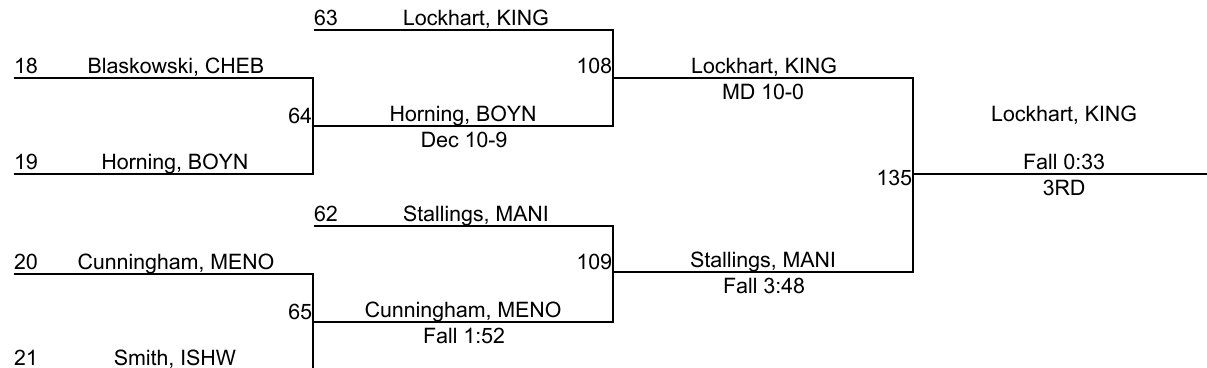 63 Lockhart, KING
18 Blaskowski, CHEB
108 Lockhart, KING
MD 10-0
64 Horning, BOYN
Dec 10-9
Lockhart, KING
19 Horning, BOYN
Fall 0:33
135
3RD
62 Stallings, MANI
20 Cunningham, MENO
109 Stallings, MANI
Fall 3:48
65 Cunningham, MENO
Fall 1:52
21 Smith, ISHW